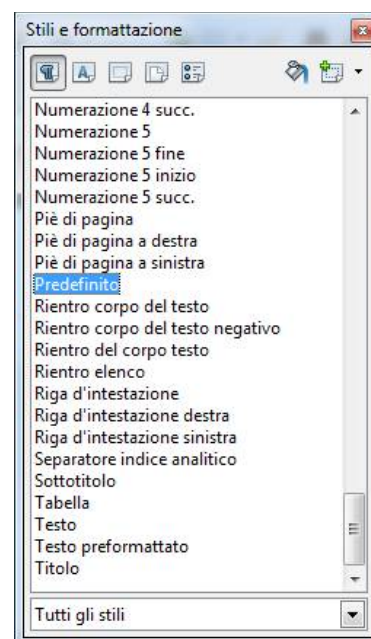 Stili e formattazione
Numerazione 4 succ.
Numerazione 5
Numerazione 5 fine
Numerazione 5 inizio
Numerazione 5 succ.
Piè di pagina
Piè di pagina a destra
Piè di pagina a sinistra
Predefinito
Rientro corpo del testo
Rientro corpo del testo negativo
Rientro del corpo testo
Rientro elenco
Riga d'intestazione
Riga d'intestazione destra
Riga d'intestazione sinistra
Separatore indice analitico
Sottotitolo
Tabella
Testo
Testo preformattato
Titolo
Tutti gli stili